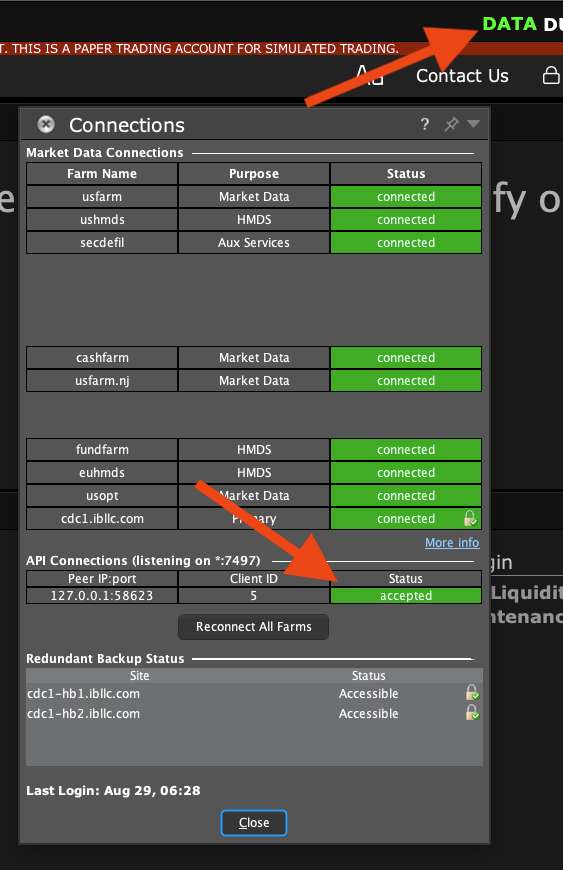 DATA DU
T. THIS IS A PAPER TRADING ACCOUNT FOR SIMULATED TRADING.
Aa Contact Us
Connections ?
Market Data Connections
Farm Name Purpose Status
usfarm Market Data connected
ushmds HMDS connected
secdefil Aux Services connected
e
fy o
cashfarm Market Data connected
usfarm.nj Market Data connected
fundfarm HMDS connected
euhmds HMDS connected
usopt Market Data connected
cdc1.ibllc.com Primary connected
More info
API Connections (listening on *:7497)
gin
Peer IP:port Client ID Status
127.0.0.1:58623 5 accepted
Liquidit
ntenanc
Reconnect All Farms
Redundant Backup Status
Site Status
cdc1-hb1.ibllc.com Accessible
cdc1-hb2.ibllc.com Accessible
Last Login: Aug 29, 06:28
Close